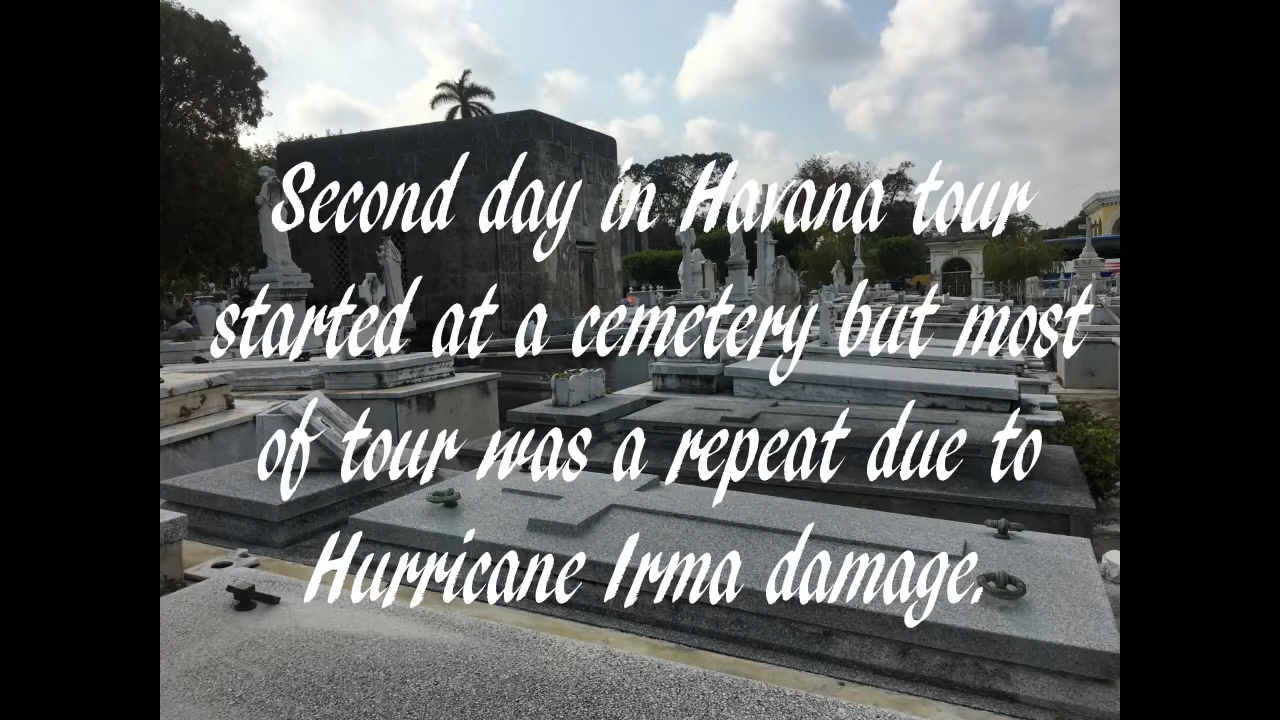 Second day in Havana tour
started at a cemetery but most
of tour was a repeat due to
Hurricane Irma damage.